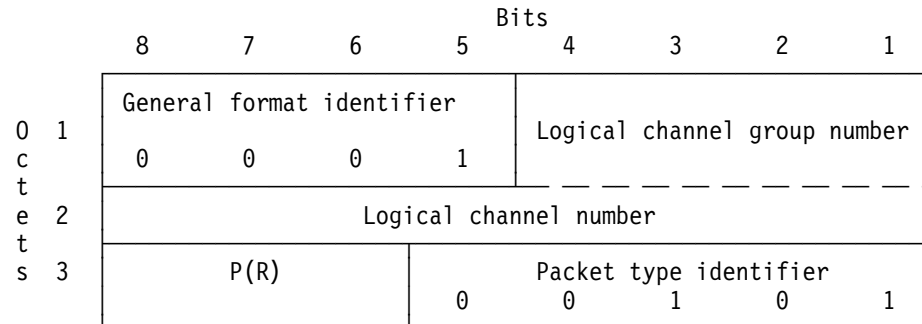 Bits
8 7 6 5 4 3 2 1
General format identifier
Octets 1 Logical channel group number
0 0 0 1
2 Logical channel number
3 P(R) Packet type identifier
0 0 1 0 1